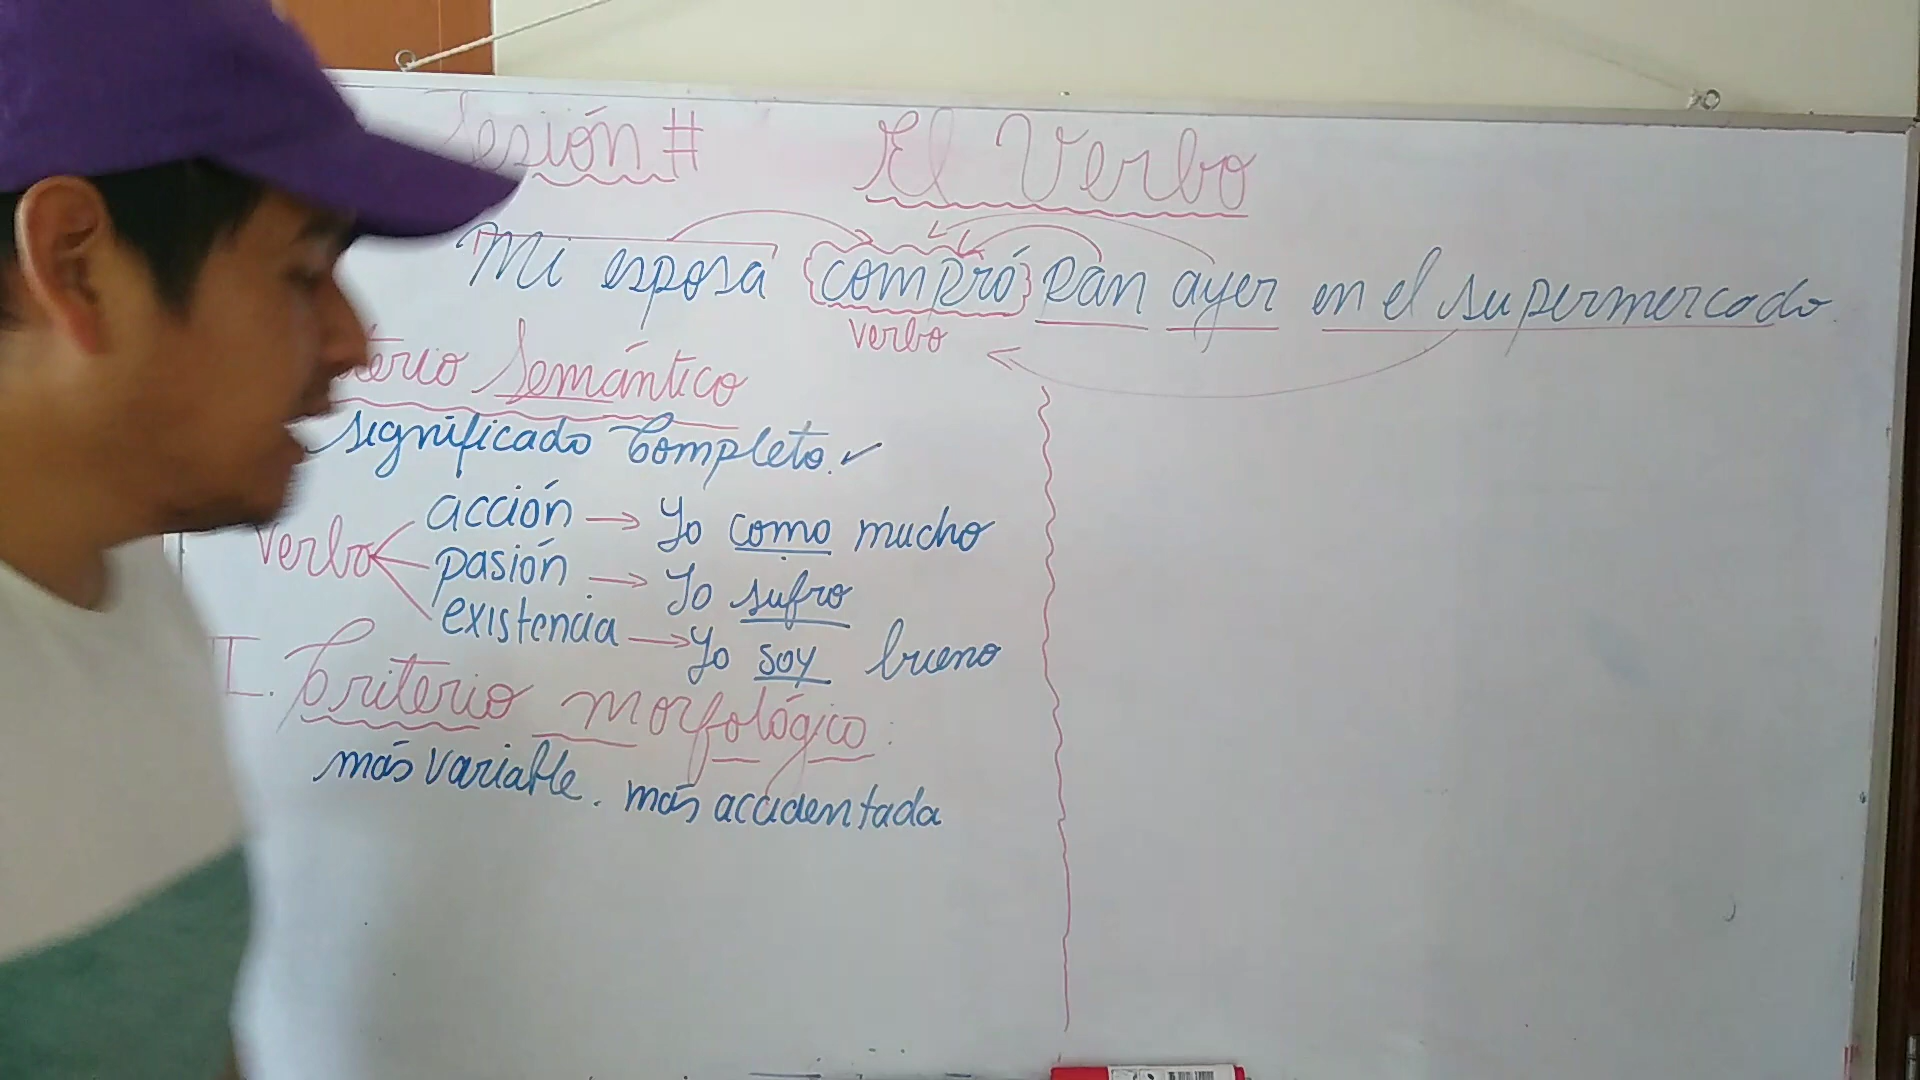 Sesión # El Verbo
Mi esposa compró pan ayer en el supermercado.
verbo
Semántico
significado Completo.
Verbo
acción → Yo como mucho
pasión → Yo sufro
existencia → Yo soy bueno
I. Criterio morfológico:
más variable. más accidentada